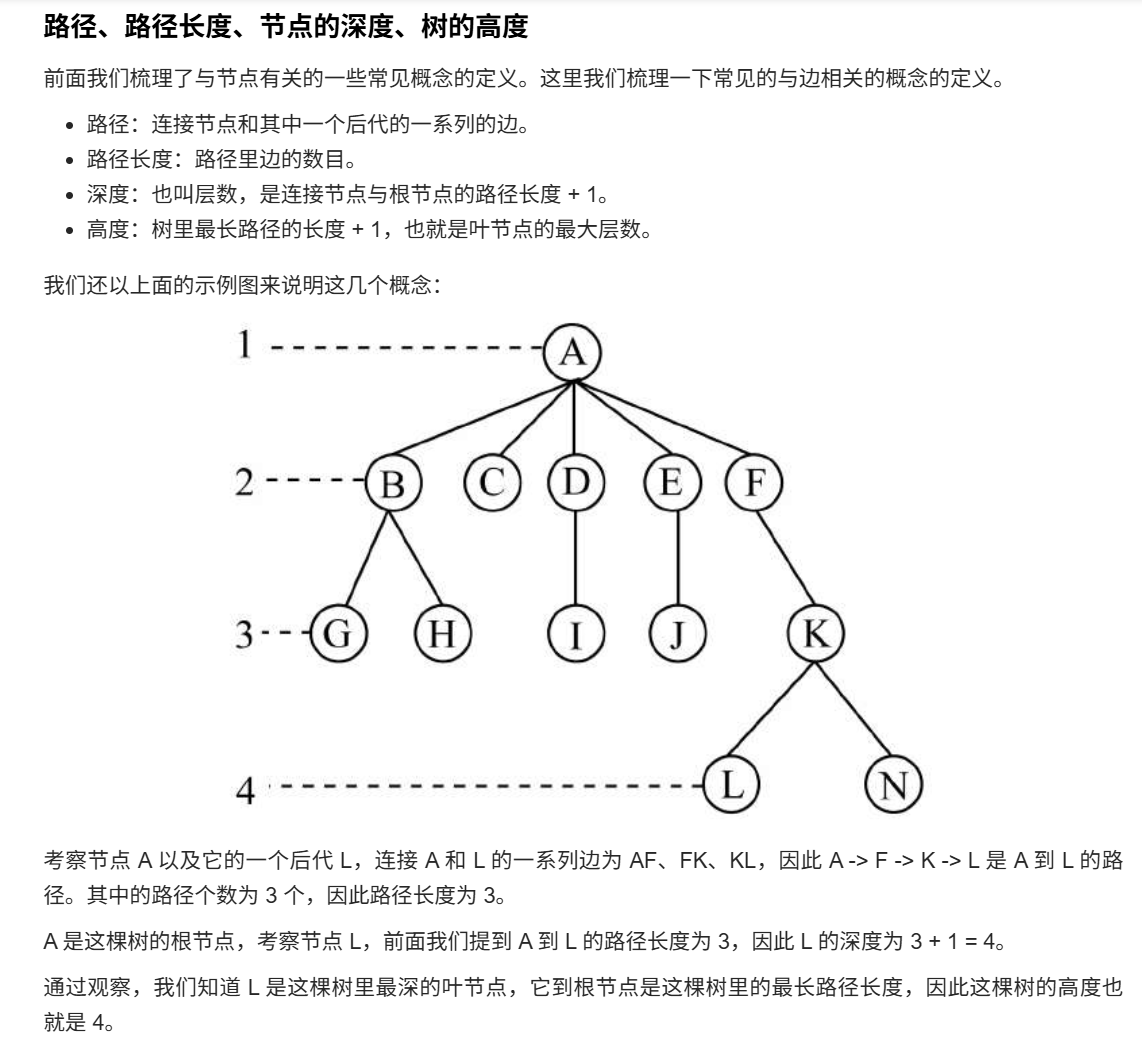 路径、路径长度、节点的深度、树的高度
前面我们梳理了与节点有关的一些常见概念的定义。这里我们梳理一下常见的与边相关的概念的定义。
• 路径：连接节点和其中一个后代的一系列的边。
• 路径长度：路径里边的数目。
• 深度：也叫层数，是连接节点与根节点的路径长度 + 1。
• 高度：树里最长路径的长度 + 1，也就是叶节点的最大层数。
我们还以上面的示例图来说明这几个概念：
1 A
2 B C D E F
3 G H I J K
4 L N
考察节点 A 以及它的一个后代 L，连接 A 和 L 的一系列边为 AF、FK、KL，因此 A -> F -> K -> L 是 A 到 L 的路
径。其中的路径个数为 3 个，因此路径长度为 3。
A 是这棵树的根节点，考察节点 L，前面我们提到 A 到 L 的路径长度为 3，因此 L 的深度为 3 + 1 = 4。
通过观察，我们知道 L 是这棵树里最深的叶节点，它到根节点是这棵树里的最长路径长度，因此这棵树的高度也
就是 4。